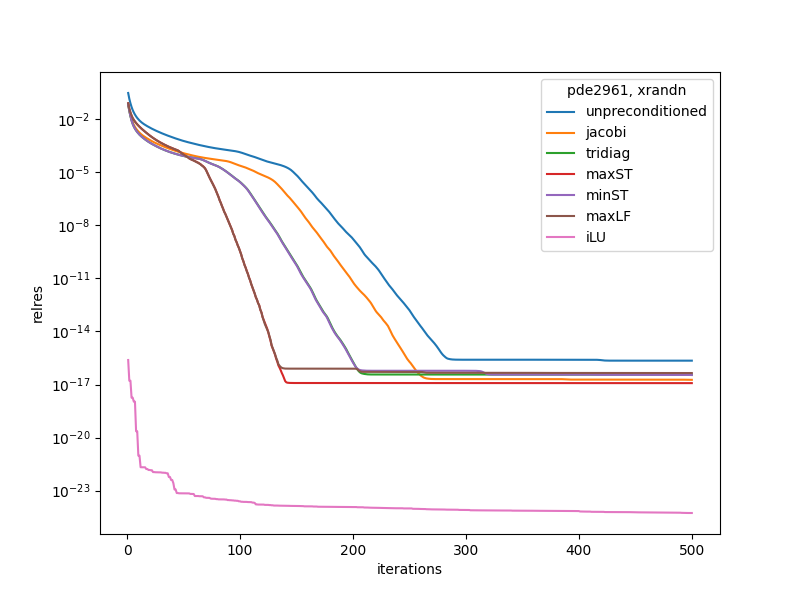 pde2961, xrandn
unpreconditioned
jacobi
tridiag
maxST
minST
maxLF
iLU
10⁻²
10⁻⁵
10⁻⁸
10⁻¹¹
10⁻¹⁴
10⁻¹⁷
10⁻²⁰
10⁻²³
relres
0 100 200 300 400 500
iterations